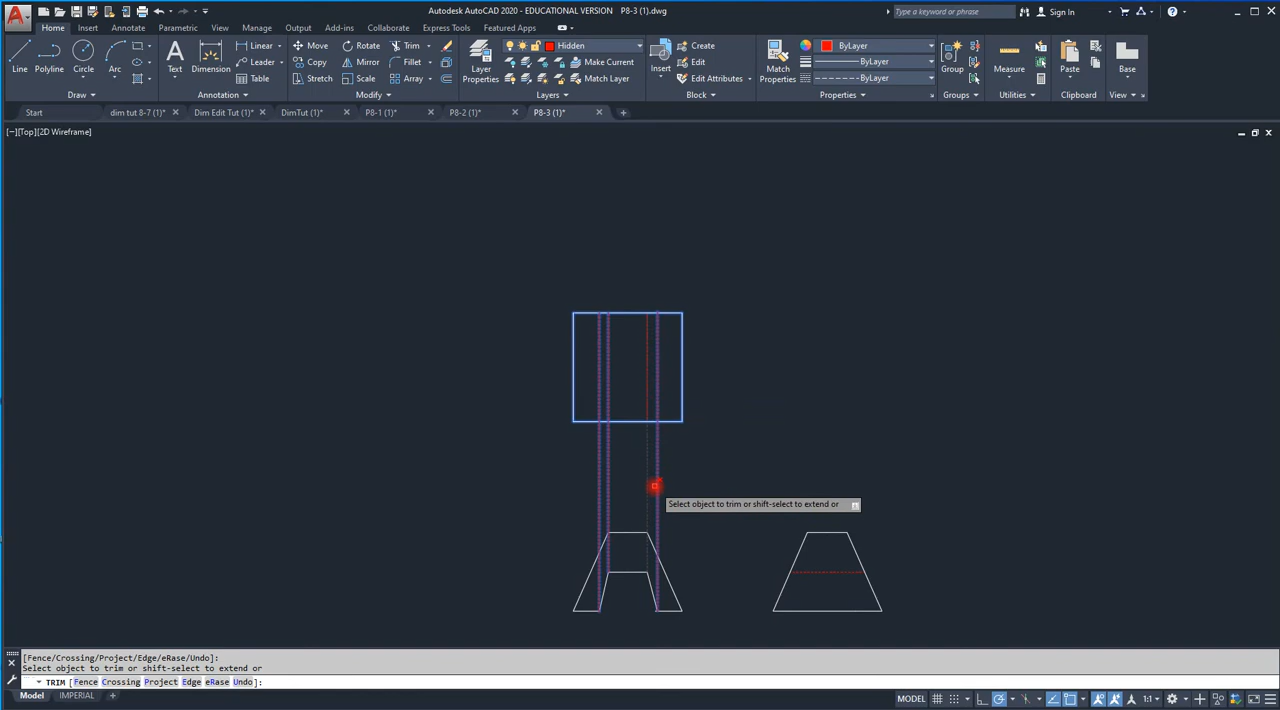 Autodesk AutoCAD 2020 - EDUCATIONAL VERSION P8-3 (1).dwg
Type a keyword or phrase
Sign In
Home Insert Annotate Parametric View Manage Output Add-ins Collaborate Express Tools Featured Apps
Line Polyline Circle Arc
Draw
Move Rotate Trim
Copy Mirror Fillet
Stretch Scale Array
Modify
Text Dimension
Linear
Leader
Table
Annotation
Layer Properties
Hidden
Make Current
Match Layer
Layers
Insert
Create
Edit
Edit Attributes
Block
Match Properties
ByLayer
ByLayer
ByLayer
Properties
Group
Groups
Measure
Utilities
Paste
Clipboard
Base
View
Start dim tut 8-7 (1)* Dim Edit Tut (1)* DimTut (1)* P8-1 (1)* P8-2 (1)* P8-3 (1)*
[−][Top][2D Wireframe]
Select object to trim or shift-select to extend or
[Fence/Crossing/Project/Edge/eRase/Undo]:
Select object to trim or shift-select to extend or
TRIM [Fence Crossing Project Edge eRase Undo]:
Model IMPERIAL
MODEL
1:1